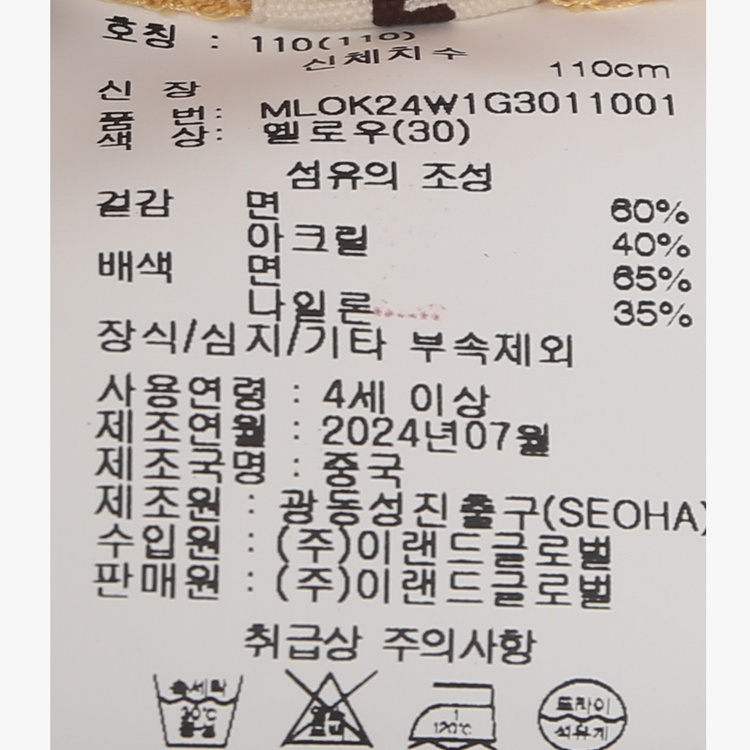 호칭 : 110(110)
신체치수
신장 110cm
품번: MLOK24W1G3011001
색상: 옐로우(30)
섬유의 조성
겉감 면 60%
아크릴 40%
배색 면 65%
나일론 35%
장식/심지/기타 부속제외
사용연령 : 4세 이상
제조연월 : 2024년07월
제조국명 : 중국
제조원 : 광동성진출구(SEOHA)
수입원 : (주)이랜드글로벌
판매원 : (주)이랜드글로벌
취급상 주의사항
손세탁 드라이
30℃ 1
중성 120℃ 석유계